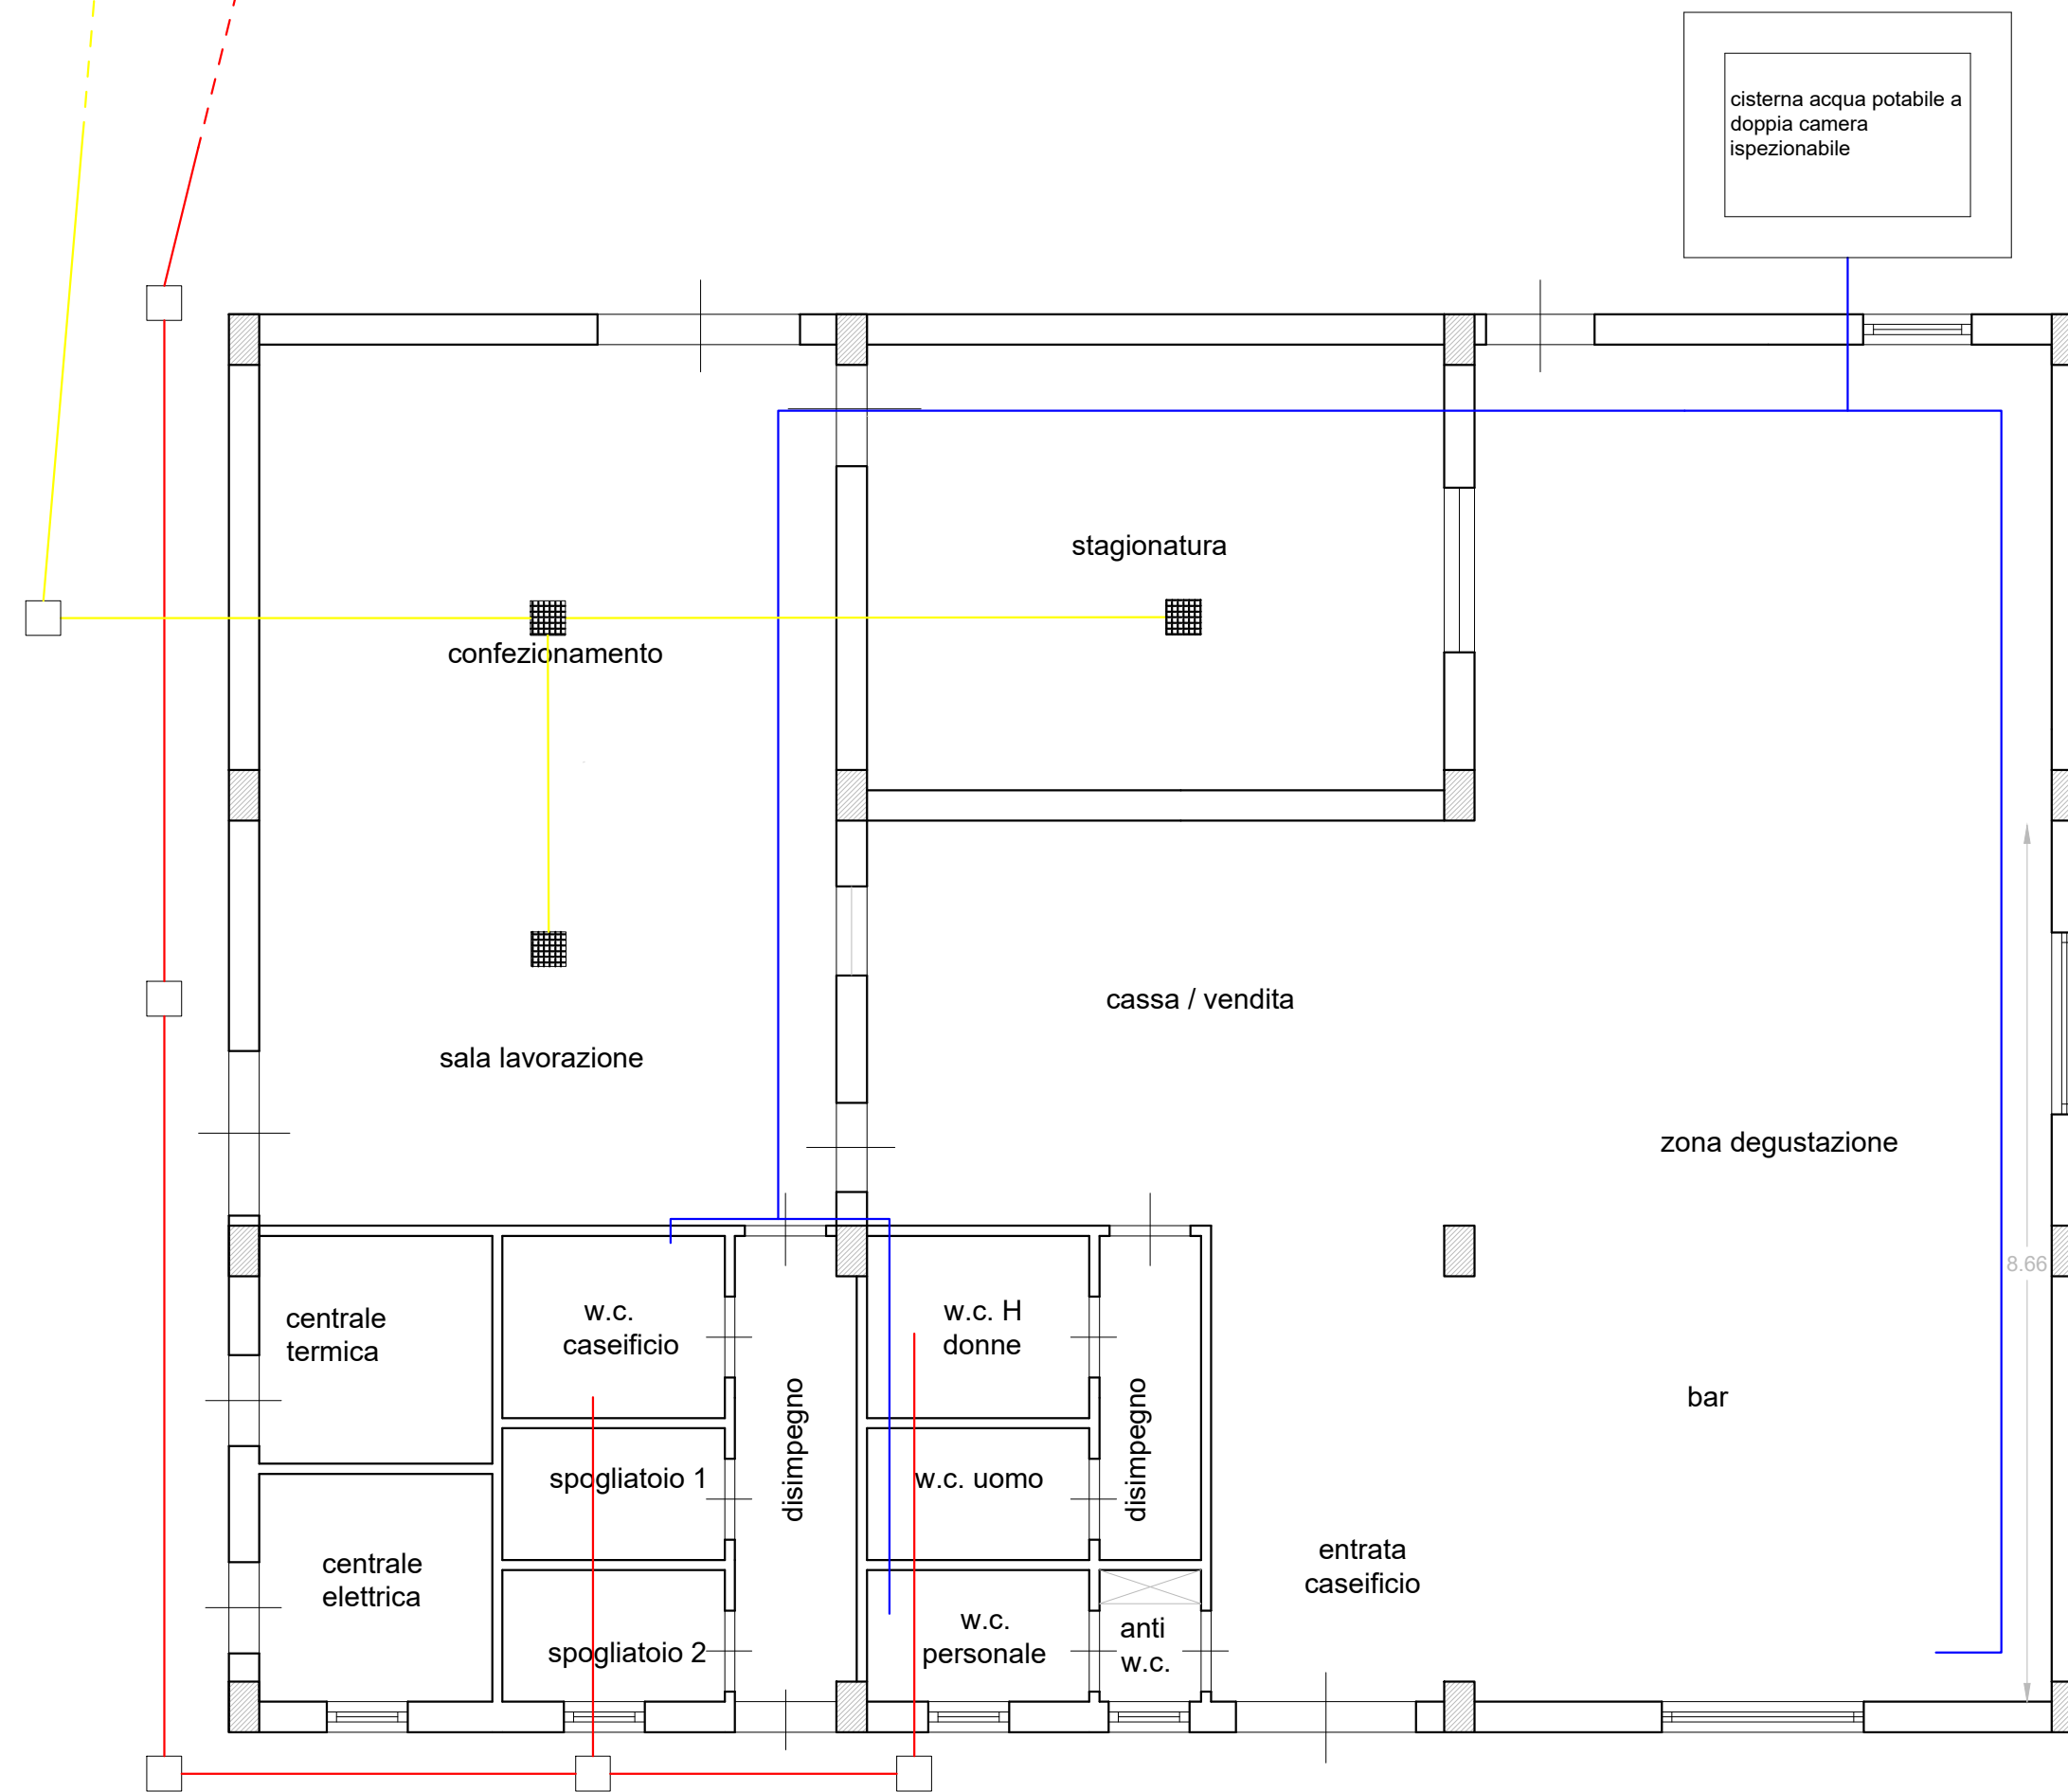 cisterna acqua potabile a
doppia camera
ispezionabile
stagionatura
confezionamento
cassa / vendita
sala lavorazione
zona degustazione
8.66
centrale
termica
w.c.
caseificio
w.c. H
donne
disimpegno
disimpegno
bar
spogliatoio 1
w.c. uomo
centrale
elettrica
entrata
caseificio
spogliatoio 2
w.c.
personale
anti
w.c.